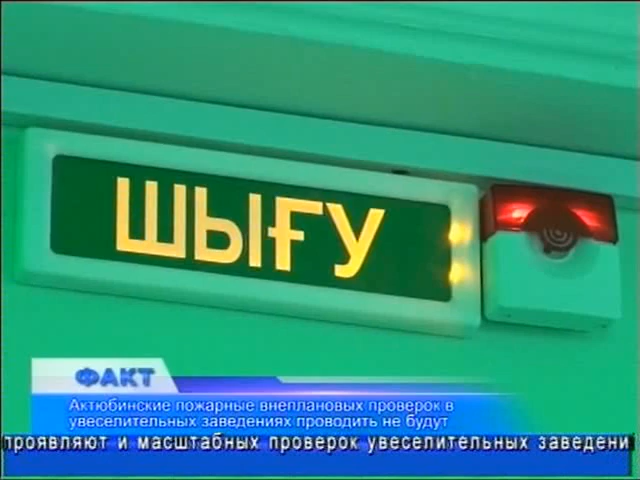 ШЫҒУ
ФАКТ
Актюбинские пожарные внеплановых проверок в
увеселительных заведениях проводить не будут
проявляют и масштабных проверок увеселительных заведени